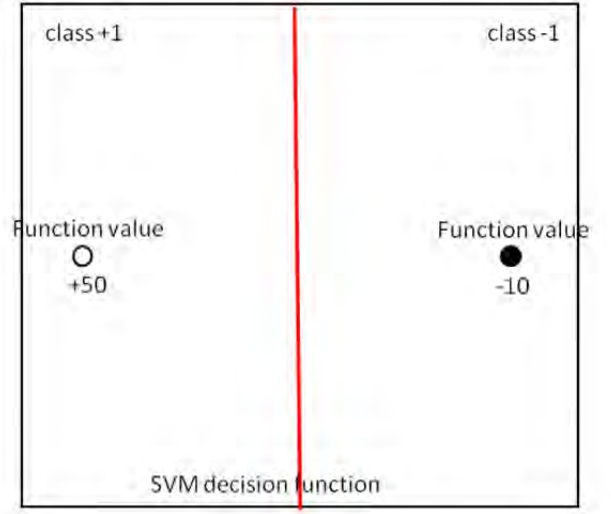 class +1
class -1
Function value
Function value
+50
-10
SVM decision function